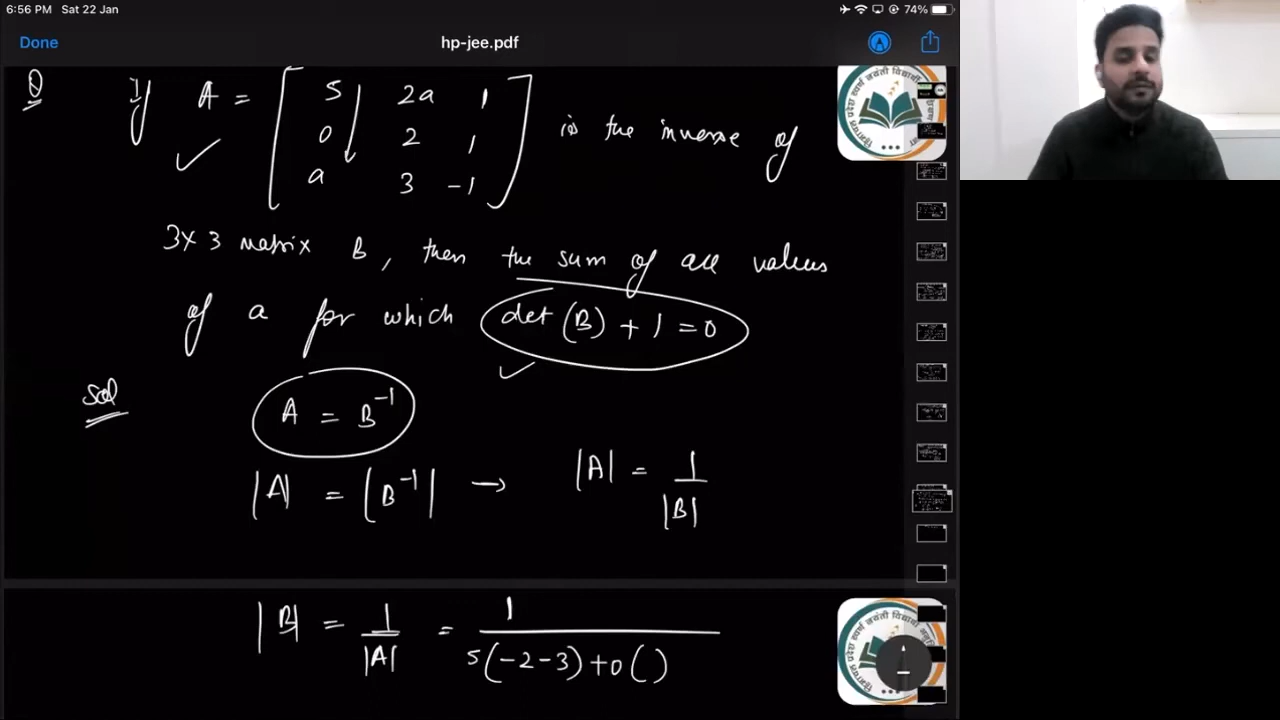 6:56 PM Sat 22 Jan
74%
Done
hp-jee.pdf
Q If A = [ 5 2a 1
0 2 1
a 3 -1 ] is the inverse of
3×3 matrix B, then the sum of all values
of a for which det(B) + 1 = 0
Sol
A = B⁻¹
|A| = |B⁻¹| → |A| = 1/|B|
|B| = 1/|A| = 1/5(-2-3)+0( )